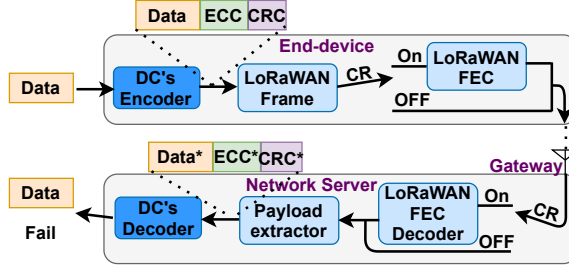 Data ECC CRC
End-device
Data
DC's
Encoder
LoRaWAN
Frame
CR
On
OFF
LoRaWAN
FEC
Data* ECC* CRC*
Gateway
Network Server
Data
Fail
DC's
Decoder
Payload
extractor
LoRaWAN
FEC
Decoder
On
OFF
CR